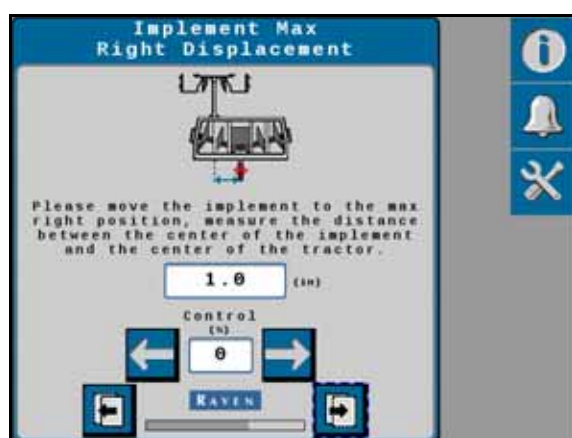 Implement Max
Right Displacement
Please move the implement to the max
right position, measure the distance
between the center of the implement
and the center of the tractor.
1.0 (in)
Control
(%)
0
RAVEN